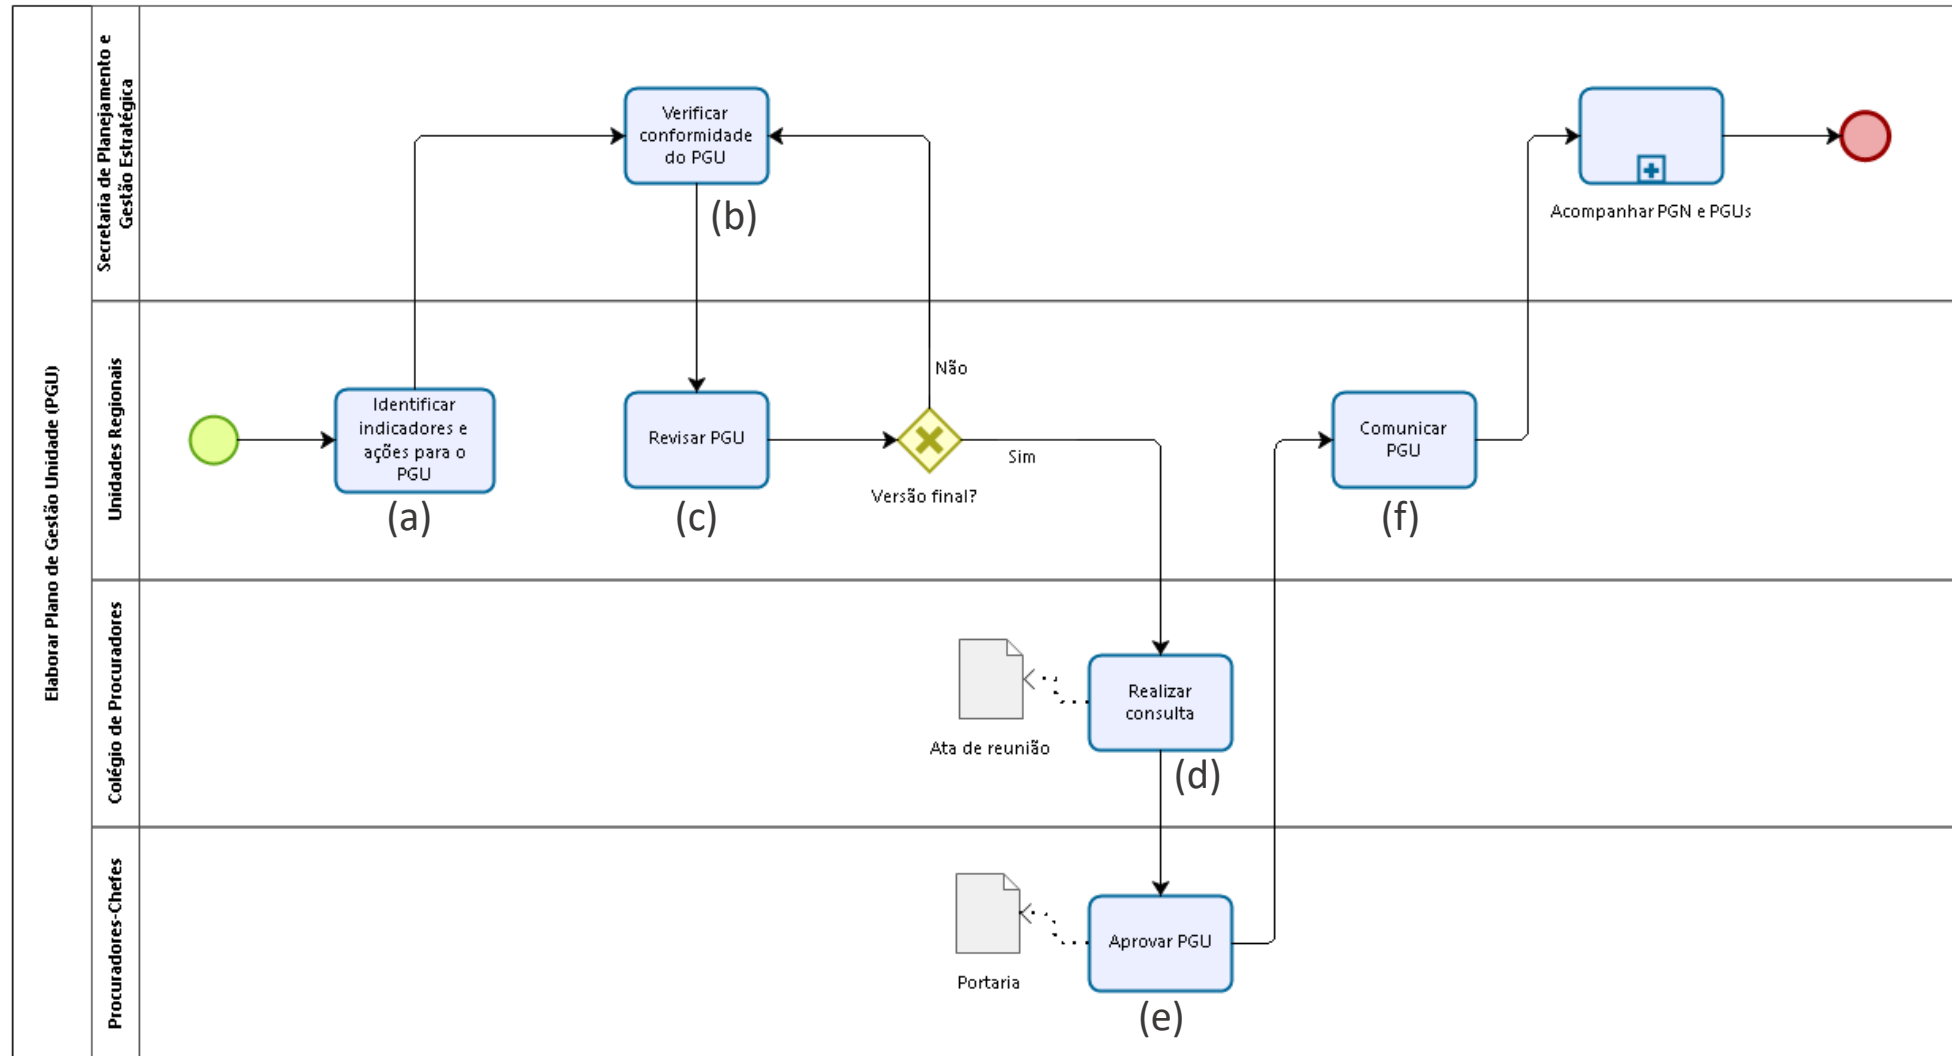 Elaborar Plano de Gestão Unidade (PGU)
Secretaria de Planejamento e
Gestão Estratégica
Verificar
conformidade
do PGU
(b)
Acompanhar PGN e PGUs
Unidades Regionais
Identificar
indicadores e
ações para o
PGU
(a)
Revisar PGU
(c)
Não
Sim
Versão final?
Comunicar
PGU
(f)
Colégio de Procuradores
Ata de reunião
Realizar
consulta
(d)
Procuradores-Chefes
Portaria
Aprovar PGU
(e)